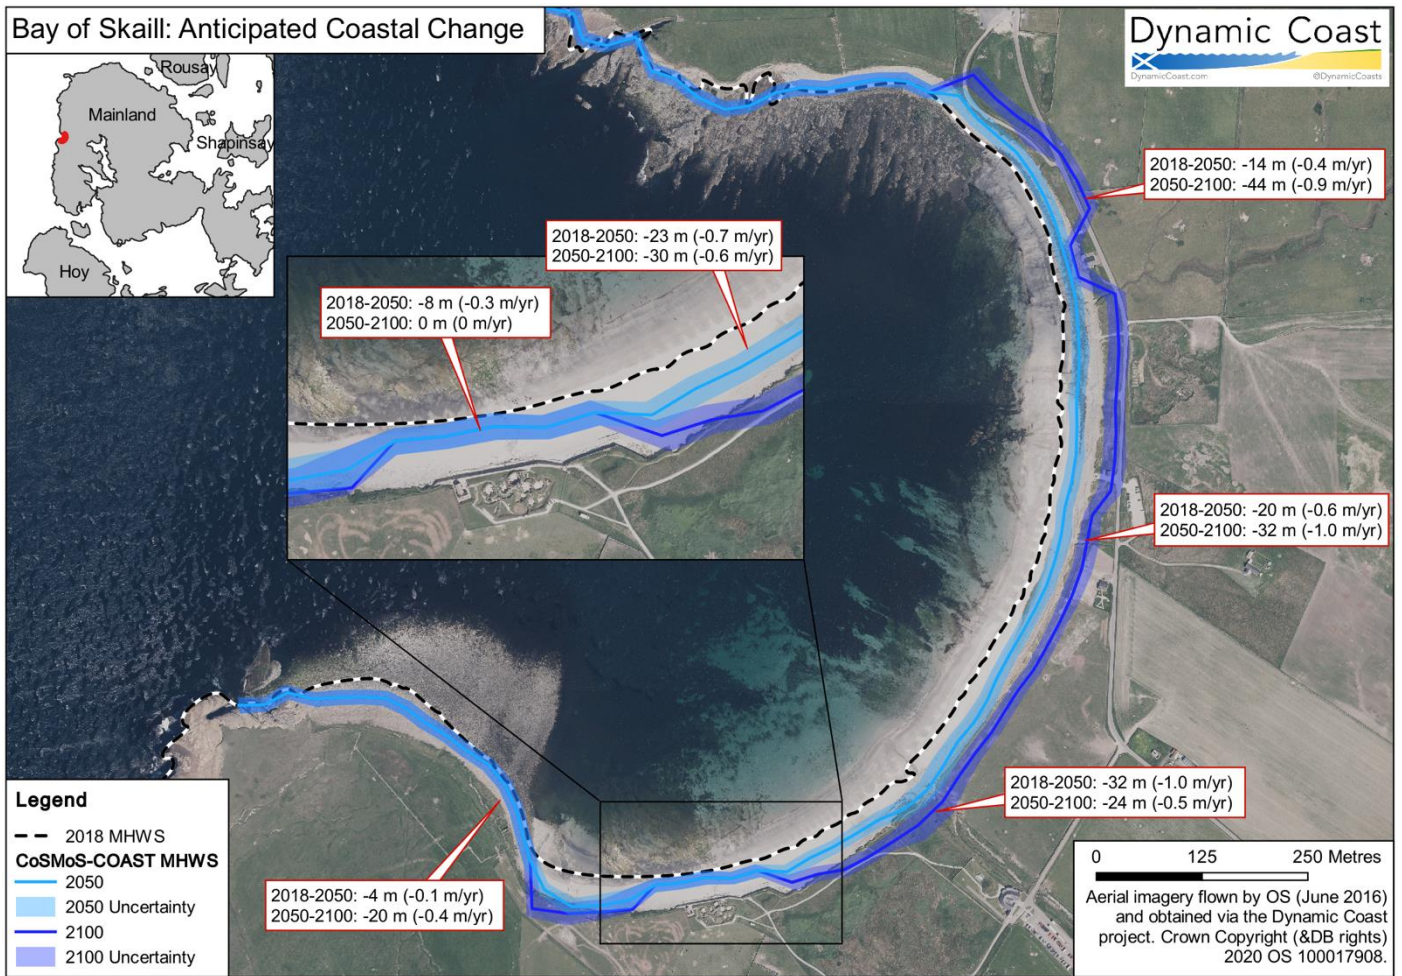 Bay of Skaill: Anticipated Coastal Change
Dynamic Coast
DynamicCoast.com
@DynamicCoasts
Rousay
Mainland
Shapinsay
Hoy
2018-2050: -14 m (-0.4 m/yr)
2050-2100: -44 m (-0.9 m/yr)
2018-2050: -23 m (-0.7 m/yr)
2050-2100: -30 m (-0.6 m/yr)
2018-2050: -8 m (-0.3 m/yr)
2050-2100: 0 m (0 m/yr)
2018-2050: -20 m (-0.6 m/yr)
2050-2100: -32 m (-1.0 m/yr)
2018-2050: -32 m (-1.0 m/yr)
2050-2100: -24 m (-0.5 m/yr)
2018-2050: -4 m (-0.1 m/yr)
2050-2100: -20 m (-0.4 m/yr)
Legend
2018 MHWS
CoSMoS-COAST MHWS
2050
2050 Uncertainty
2100
2100 Uncertainty
0 125 250 Metres
Aerial imagery flown by OS (June 2016)
and obtained via the Dynamic Coast
project. Crown Copyright (&DB rights)
2020 OS 100017908.